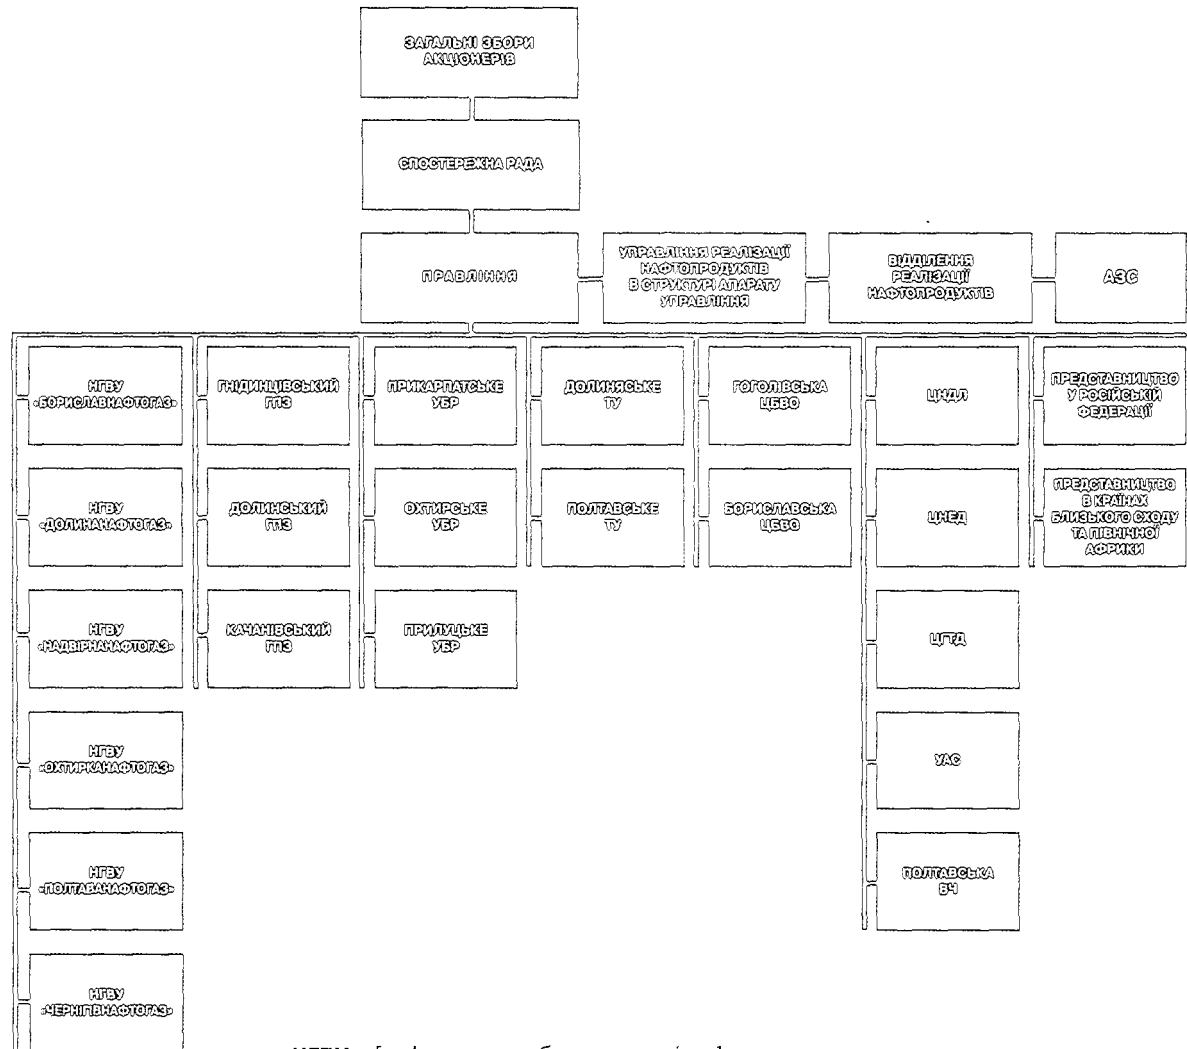 ЗАГАЛЬНІ ЗБОРИ
АКЦІОНЕРІВ
СПОСТЕРЕЖНА РАДА
ПРАВЛІННЯ
УПРАВЛІННЯ РЕАЛІЗАЦІЇ
НАФТОПРОДУКТІВ
В СТРУКТУРІ АПАРАТУ
УПРАВЛІННЯ
ВІДДІЛЕННЯ
РЕАЛІЗАЦІЇ
НАФТОПРОДУКТІВ
АЗС
НГВУ
«БОРИСЛАВНАФТОГАЗ»
ГНІДИНЦІВСЬКИЙ
ГПЗ
ПРИКАРПАТСЬКЕ
УБР
ДОЛИНЯСЬКЕ
ТУ
ГОГОЛІВСЬКА
ЦБВО
ЦНДЛ
ПРЕДСТАВНИЦТВО
У РОСІЙСЬКІЙ
ФЕДЕРАЦІЇ
НГВУ
«ДОЛИНАНАФТОГАЗ»
ДОЛИНСЬКИЙ
ГПЗ
ОХТИРСЬКЕ
УБР
ПОЛТАВСЬКЕ
ТУ
БОРИСЛАВСЬКА
ЦБВО
ЦНЕД
ПРЕДСТАВНИЦТВО
В КРАЇНАХ
БЛИЗЬКОГО СХОДУ
ТА ПІВНІЧНОЇ
АФРИКИ
НГВУ
«НАДВІРНАНАФТОГАЗ»
КАЧАНІВСЬКИЙ
ГПЗ
ПРИЛУЦЬКЕ
УБР
ЦГТД
НГВУ
«ОХТИРКАНАФТОГАЗ»
УАС
НГВУ
«ПОЛТАВАНАФТОГАЗ»
ПОЛТАВСЬКА
ВЧ
НГВУ
«ЧЕРНІГІВНАФТОГАЗ»